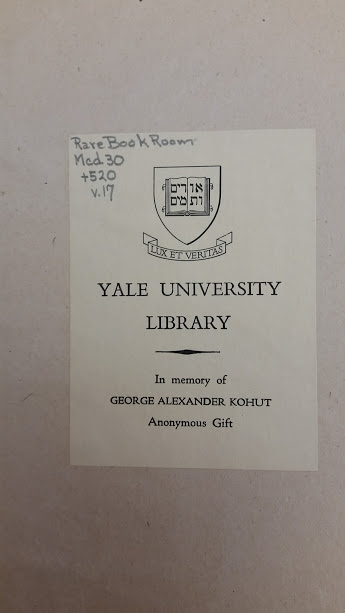 Rare Book Room
Mcd 30
+520
v.17
אורים
ותמים
LUX ET VERITAS
YALE UNIVERSITY
LIBRARY
In memory of
GEORGE ALEXANDER KOHUT
Anonymous Gift